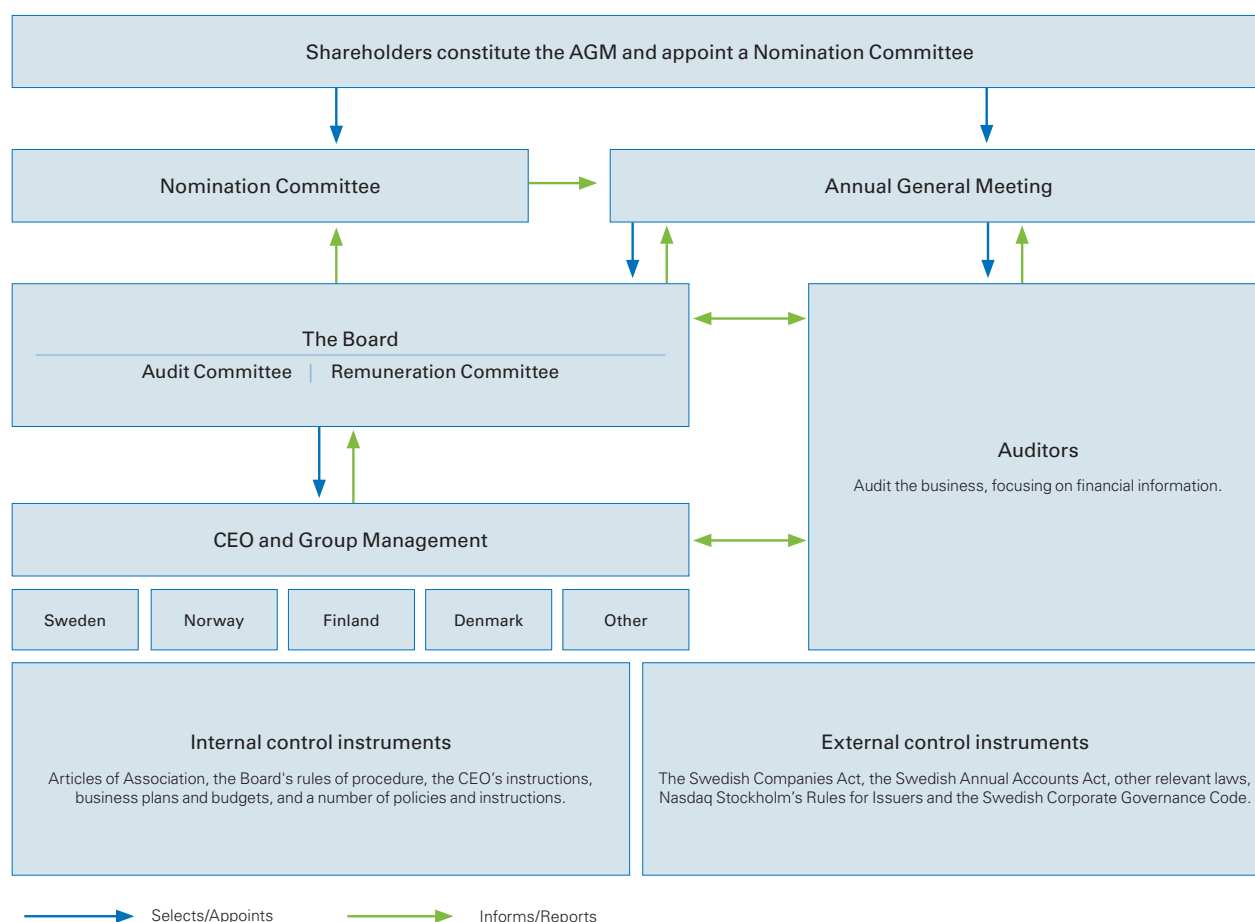 Shareholders constitute the AGM and appoint a Nomination Committee
Nomination Committee
Annual General Meeting
The Board
Audit Committee | Remuneration Committee
Auditors
Audit the business, focusing on financial information.
CEO and Group Management
Sweden
Norway
Finland
Denmark
Other
Internal control instruments
Articles of Association, the Board's rules of procedure, the CEO’s instructions,
business plans and budgets, and a number of policies and instructions.
External control instruments
The Swedish Companies Act, the Swedish Annual Accounts Act, other relevant laws,
Nasdaq Stockholm’s Rules for Issuers and the Swedish Corporate Governance Code.
Selects/Appoints
Informs/Reports